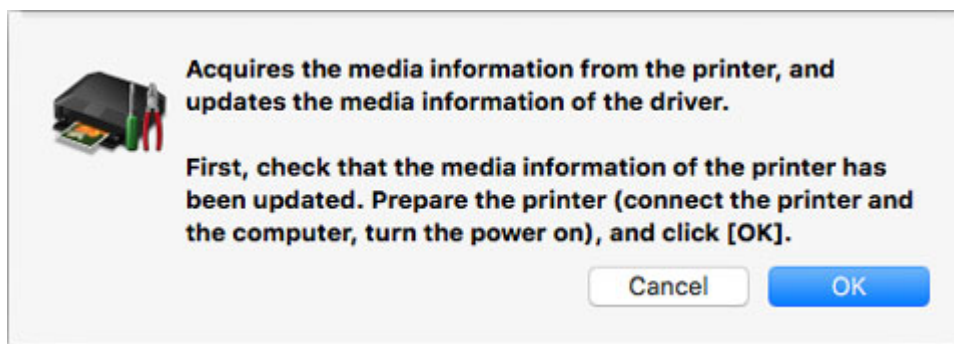 Acquires the media information from the printer, and
updates the media information of the driver.
First, check that the media information of the printer has
been updated. Prepare the printer (connect the printer and
the computer, turn the power on), and click [OK].
Cancel OK